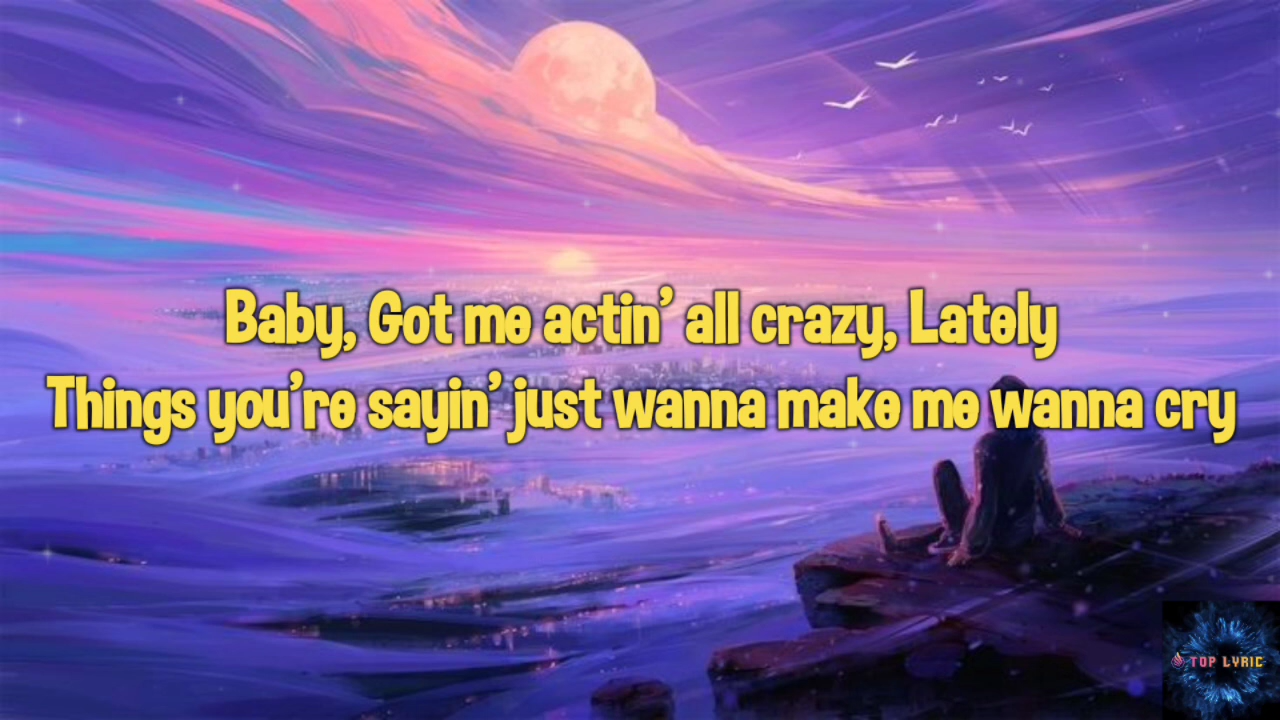 Baby, Got me actin’ all crazy, Lately
Things you’re sayin’ just wanna make me wanna cry
TOP LYRIC